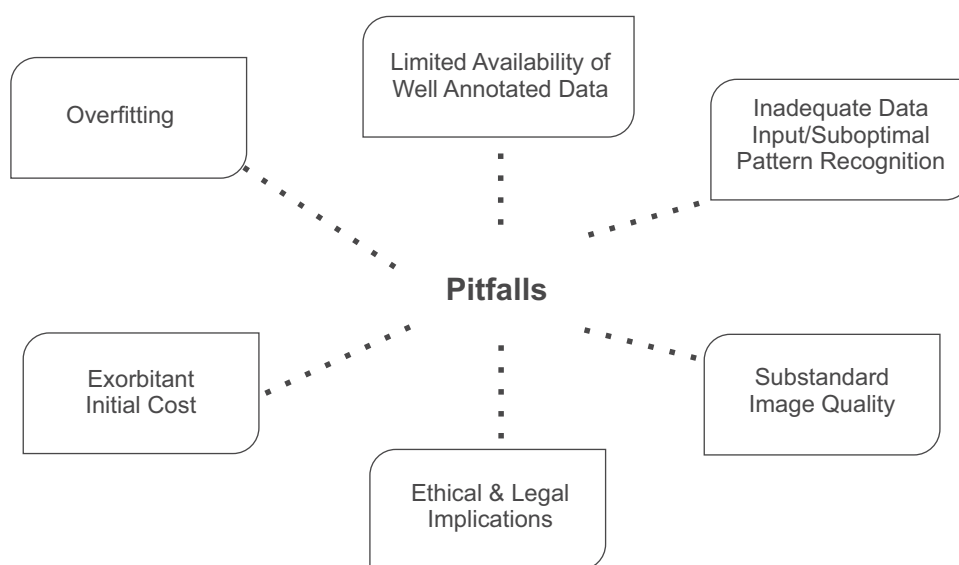 Limited Availability of
Well Annotated Data
Overfitting
Inadequate Data
Input/Suboptimal
Pattern Recognition
Pitfalls
Exorbitant
Initial Cost
Substandard
Image Quality
Ethical & Legal
Implications